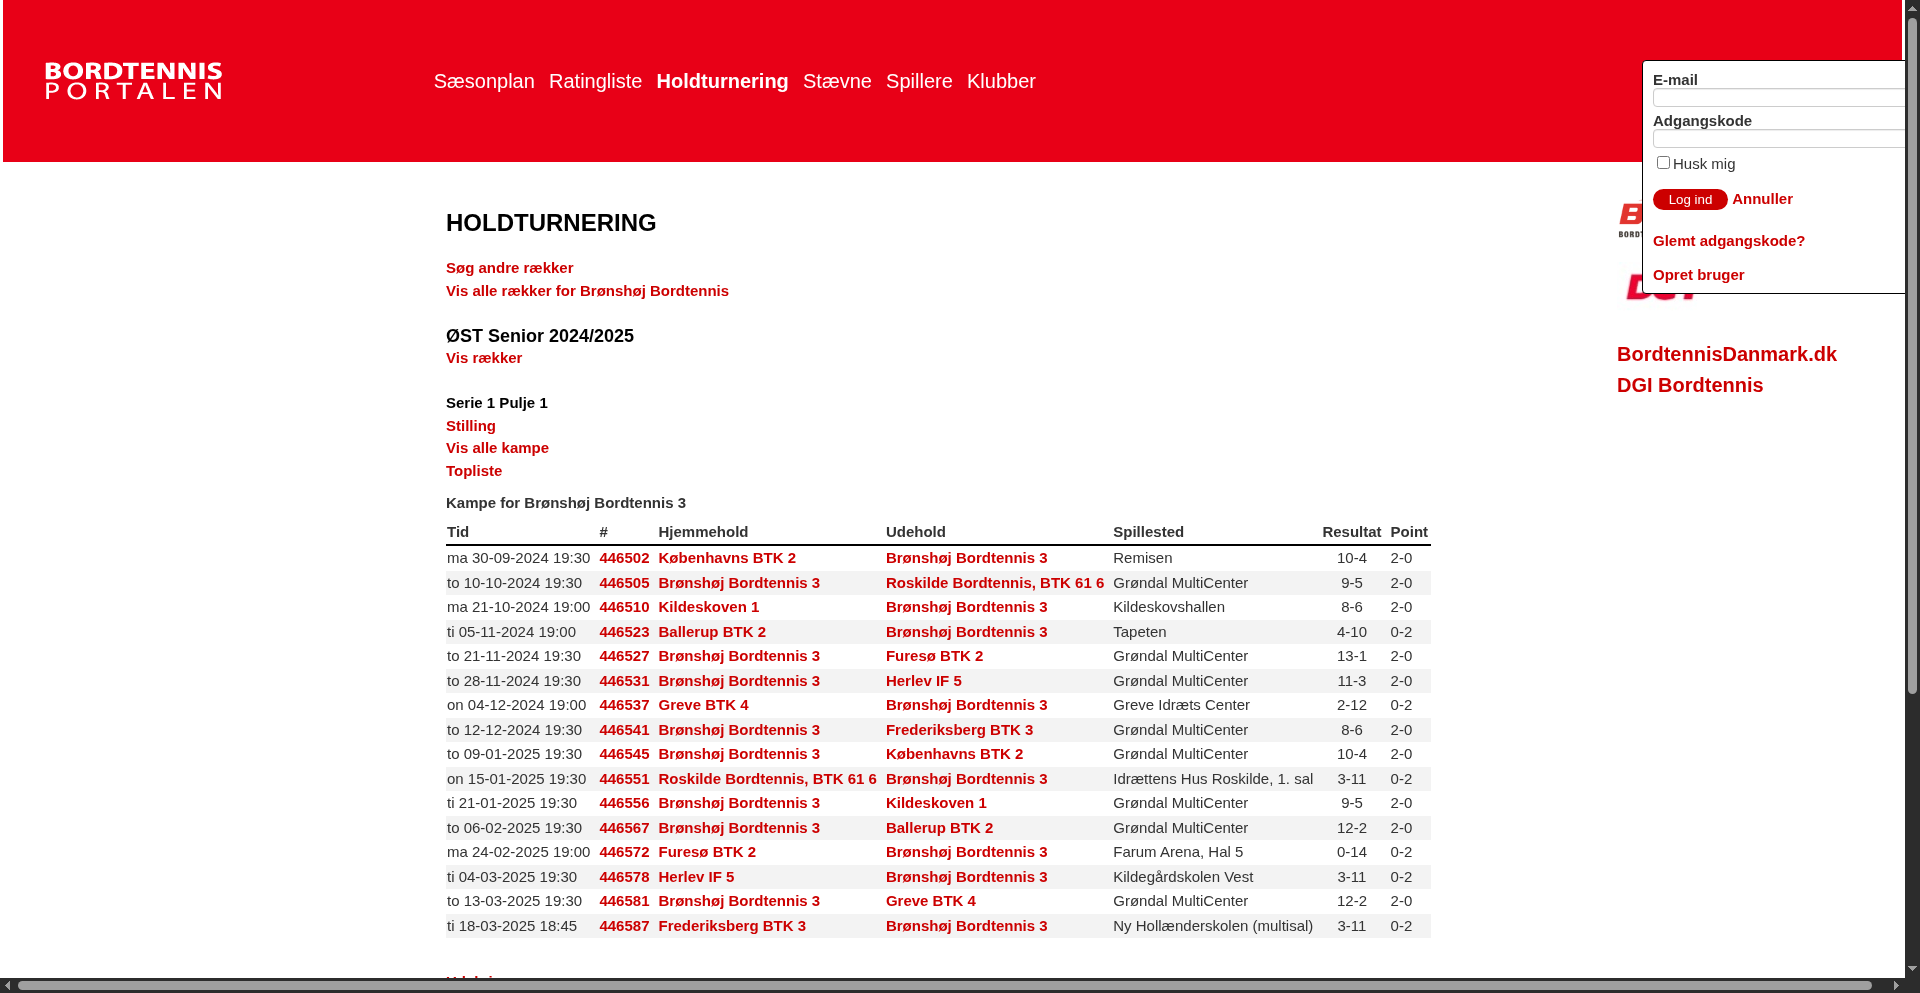 BORDTENNIS
PORTALEN
Sæsonplan Ratingliste Holdturnering Stævne Spillere Klubber
E-mail
Adgangskode
Husk mig
Log ind Annuller
Glemt adgangskode?
Opret bruger
BordtennisDanmark.dk
DGI Bordtennis
HOLDTURNERING
Søg andre rækker
Vis alle rækker for Brønshøj Bordtennis
ØST Senior 2024/2025
Vis rækker
Serie 1 Pulje 1
Stilling
Vis alle kampe
Topliste
Kampe for Brønshøj Bordtennis 3
Tid # Hjemmehold Udehold Spillested Resultat Point
ma 30-09-2024 19:30 446502 Københavns BTK 2 Brønshøj Bordtennis 3 Remisen 10-4 2-0
to 10-10-2024 19:30 446505 Brønshøj Bordtennis 3 Roskilde Bordtennis, BTK 61 6 Grøndal MultiCenter 9-5 2-0
ma 21-10-2024 19:00 446510 Kildeskoven 1 Brønshøj Bordtennis 3 Kildeskovshallen 8-6 2-0
ti 05-11-2024 19:00 446523 Ballerup BTK 2 Brønshøj Bordtennis 3 Tapeten 4-10 0-2
to 21-11-2024 19:30 446527 Brønshøj Bordtennis 3 Furesø BTK 2 Grøndal MultiCenter 13-1 2-0
to 28-11-2024 19:30 446531 Brønshøj Bordtennis 3 Herlev IF 5 Grøndal MultiCenter 11-3 2-0
on 04-12-2024 19:00 446537 Greve BTK 4 Brønshøj Bordtennis 3 Greve Idræts Center 2-12 0-2
to 12-12-2024 19:30 446541 Brønshøj Bordtennis 3 Frederiksberg BTK 3 Grøndal MultiCenter 8-6 2-0
to 09-01-2025 19:30 446545 Brønshøj Bordtennis 3 Københavns BTK 2 Grøndal MultiCenter 10-4 2-0
on 15-01-2025 19:30 446551 Roskilde Bordtennis, BTK 61 6 Brønshøj Bordtennis 3 Idrættens Hus Roskilde, 1. sal 3-11 0-2
ti 21-01-2025 19:30 446556 Brønshøj Bordtennis 3 Kildeskoven 1 Grøndal MultiCenter 9-5 2-0
to 06-02-2025 19:30 446567 Brønshøj Bordtennis 3 Ballerup BTK 2 Grøndal MultiCenter 12-2 2-0
ma 24-02-2025 19:00 446572 Furesø BTK 2 Brønshøj Bordtennis 3 Farum Arena, Hal 5 0-14 0-2
ti 04-03-2025 19:30 446578 Herlev IF 5 Brønshøj Bordtennis 3 Kildegårdskolen Vest 3-11 0-2
to 13-03-2025 19:30 446581 Brønshøj Bordtennis 3 Greve BTK 4 Grøndal MultiCenter 12-2 2-0
ti 18-03-2025 18:45 446587 Frederiksberg BTK 3 Brønshøj Bordtennis 3 Ny Hollænderskolen (multisal) 3-11 0-2